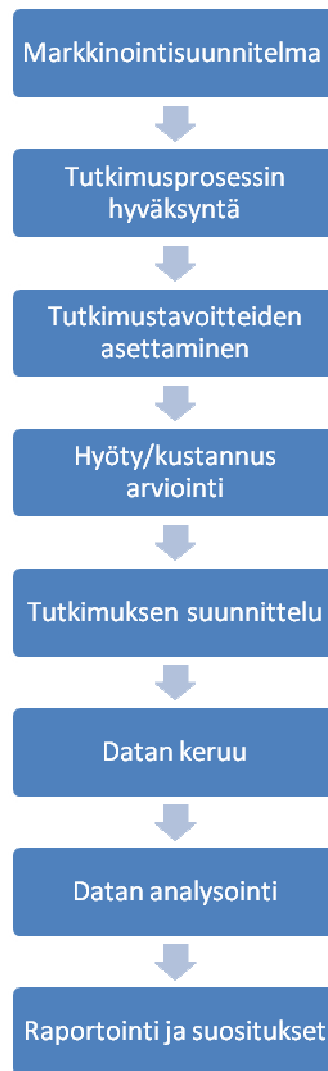 Markkinointisuunnitelma
Tutkimusprosessin
hyväksyntä
Tutkimustavoitteiden
asettaminen
Hyöty/kustannus
arviointi
Tutkimuksen suunnittelu
Datan keruu
Datan analysointi
Raportointi ja suositukset